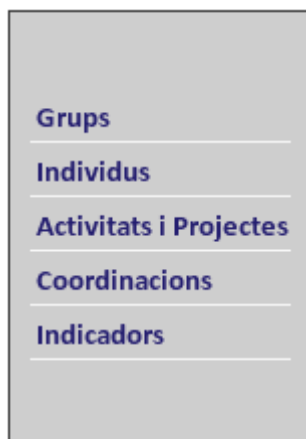 Grups
Individus
Activitats i Projectes
Coordinacions
Indicadors